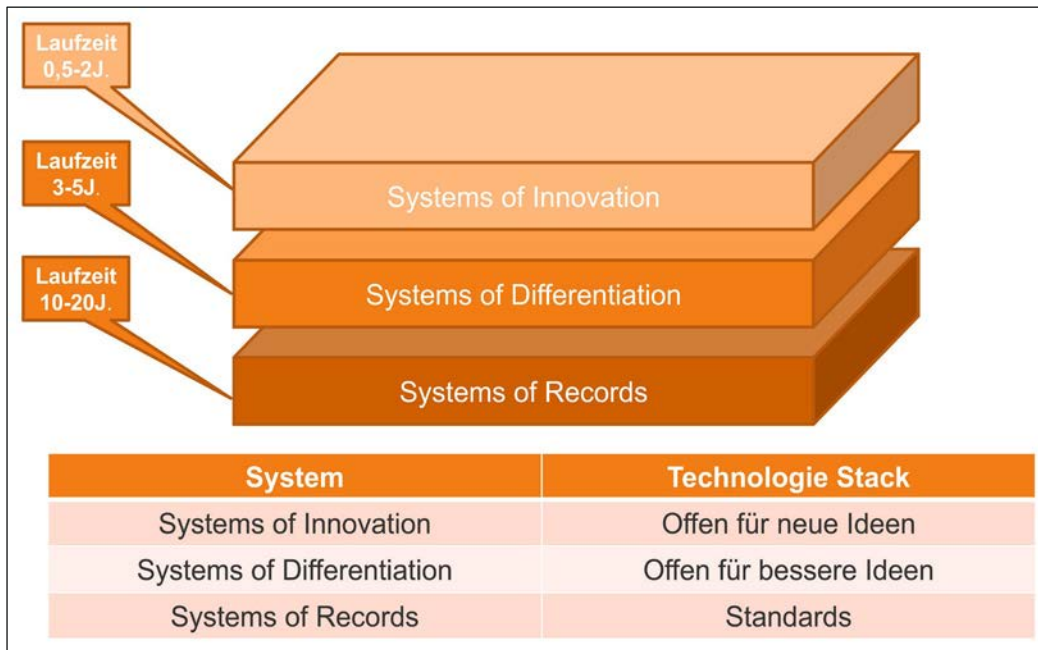 Laufzeit
0,5-2J.
Laufzeit
3-5J.
Laufzeit
10-20J.
Systems of Innovation
Systems of Differentiation
Systems of Records
System Technologie Stack
Systems of Innovation Offen für neue Ideen
Systems of Differentiation Offen für bessere Ideen
Systems of Records Standards